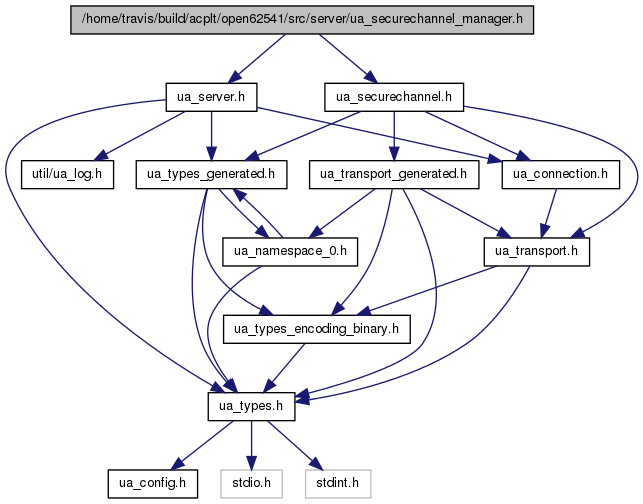 /home/travis/build/acplt/open62541/src/server/ua_securechannel_manager.h
ua_server.h
ua_securechannel.h
util/ua_log.h
ua_types_generated.h
ua_transport_generated.h
ua_connection.h
ua_namespace_0.h
ua_transport.h
ua_types_encoding_binary.h
ua_types.h
ua_config.h
stdio.h
stdint.h